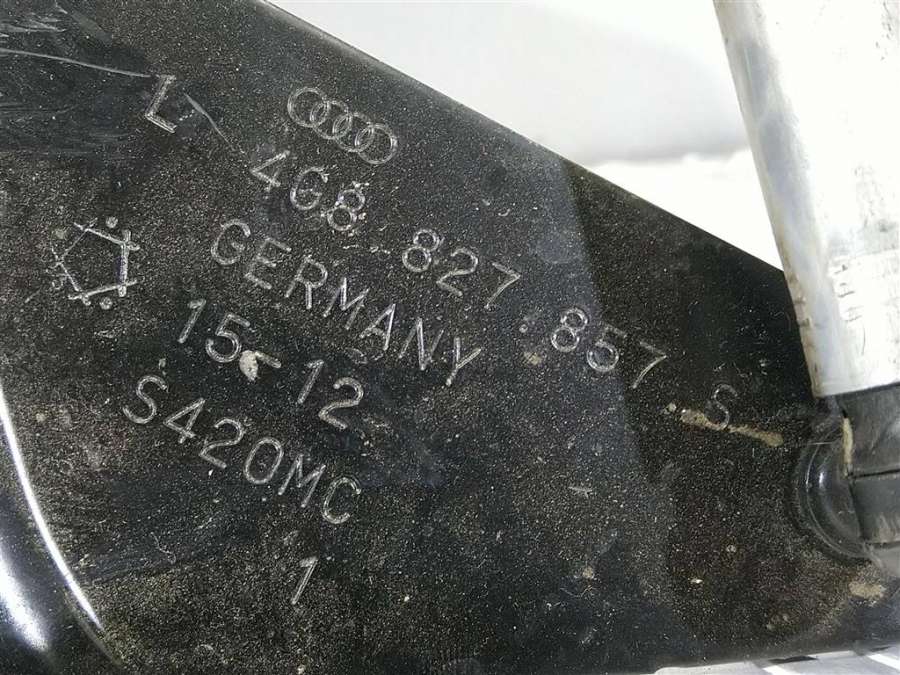 L
4G8 827 857 S
GERMANY
15-12
S420MC
1